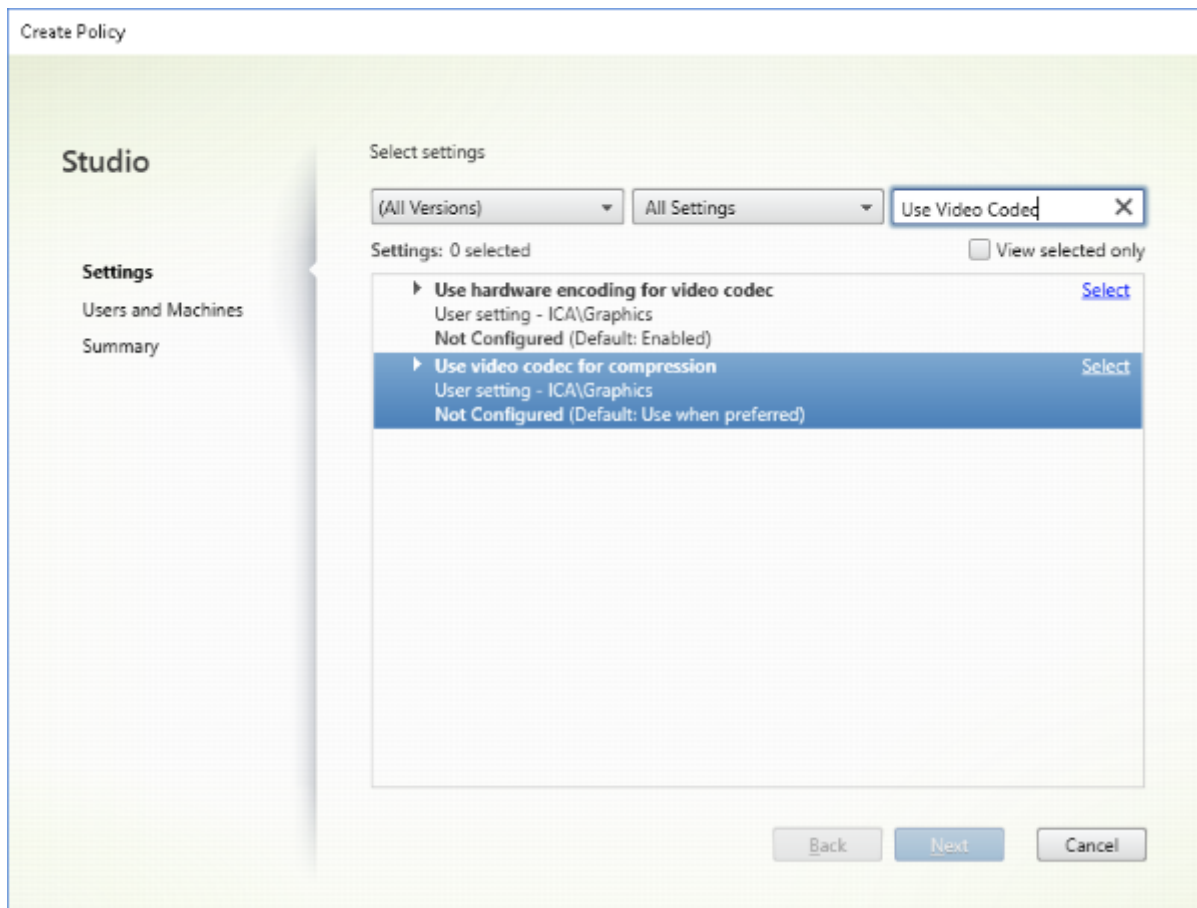 Create Policy
Studio
Settings
Users and Machines
Summary
Select settings
(All Versions) All Settings Use Video Codec
Settings: 0 selected View selected only
Use hardware encoding for video codec Select
User setting - ICA\Graphics
Not Configured (Default: Enabled)
Use video codec for compression Select
User setting - ICA\Graphics
Not Configured (Default: Use when preferred)
Back Next Cancel